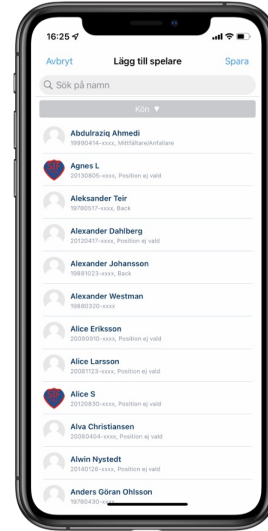 16:25
Avbryt
Lägg till spelare
Spara
Sök på namn
Kön ▼
Abdulraziq Ahmedi
19990414-xxxx, Mittfältare/Anfallare
Agnes L
20130805-xxxx, Position ej vald
Aleksander Teir
19780517-xxxx, Back
Alexander Dahlberg
20120417-xxxx, Position ej vald
Alexander Johansson
19881023-xxxx, Back
Alexander Westman
19880320-xxxx
Alice Eriksson
20090910-xxxx, Position ej vald
Alice Larsson
20081123-xxxx, Position ej vald
Alice S
20120830-xxxx, Position ej vald
Alva Christiansen
20080404-xxxx, Position ej vald
Alwin Nystedt
20140126-xxxx, Position ej vald
Anders Göran Ohlsson
19760430-xxxx